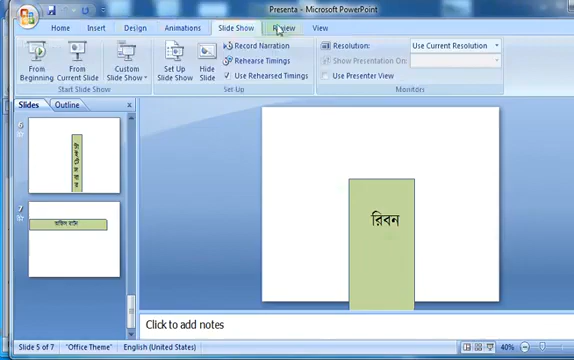 Presenta - Microsoft PowerPoint
Home Insert Design Animations Slide Show Review View
From Beginning
From Current Slide
Custom Slide Show
Start Slide Show
Set Up Slide Show
Hide Slide
Record Narration
Rehearse Timings
Use Rehearsed Timings
Set Up
Resolution: Use Current Resolution
Show Presentation On:
Use Presenter View
Monitors
Slides Outline
6
7
রিবন
Click to add notes
Slide 5 of 7 "Office Theme" English (United States) 40%